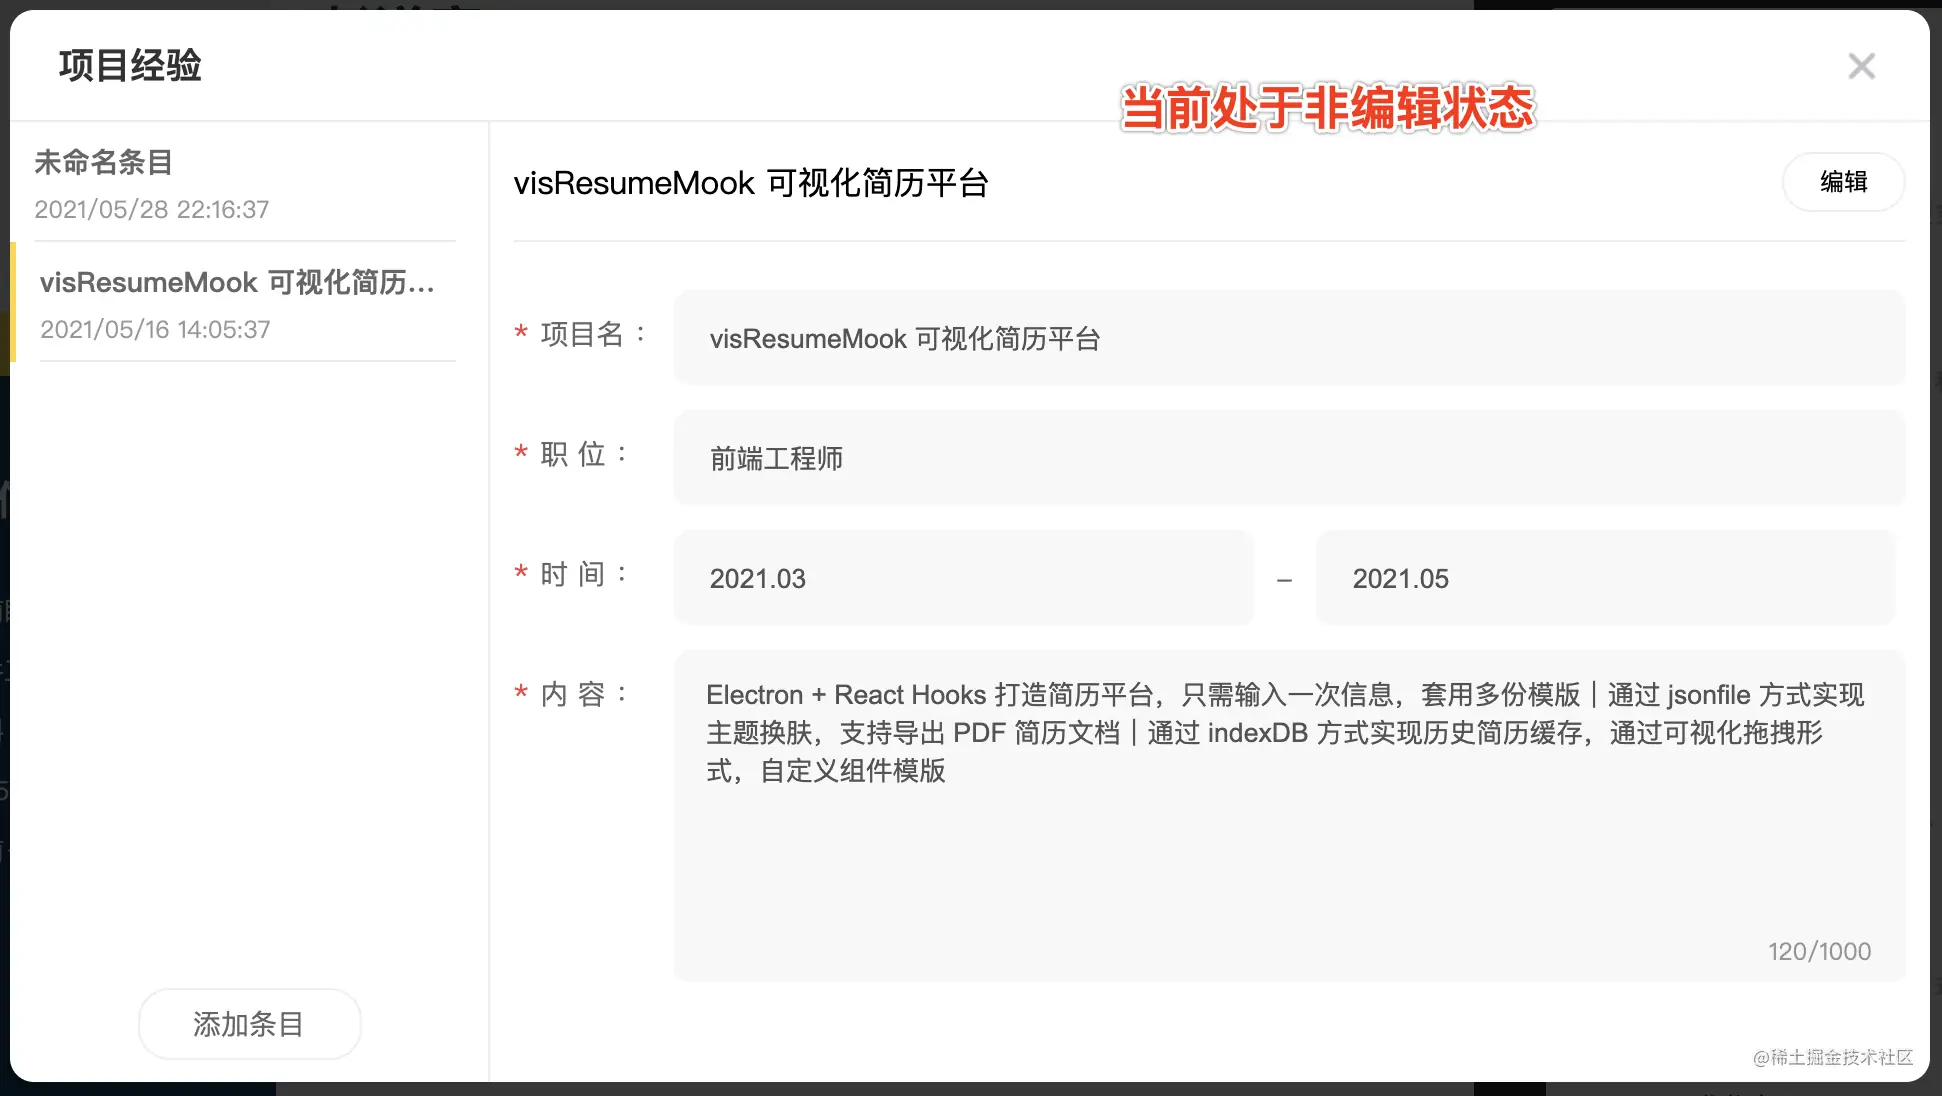 项目经验
当前处于非编辑状态
未命名条目
2021/05/28 22:16:37
visResumeMook 可视化简历...
2021/05/16 14:05:37
添加条目
visResumeMook 可视化简历平台
编辑
* 项目名：
visResumeMook 可视化简历平台
* 职 位：
前端工程师
* 时 间：
2021.03 – 2021.05
* 内 容：
Electron + React Hooks 打造简历平台，只需输入一次信息，套用多份模版｜通过 jsonfile 方式实现
主题换肤，支持导出 PDF 简历文档｜通过 indexDB 方式实现历史简历缓存，通过可视化拖拽形
式，自定义组件模版
120/1000
@稀土掘金技术社区